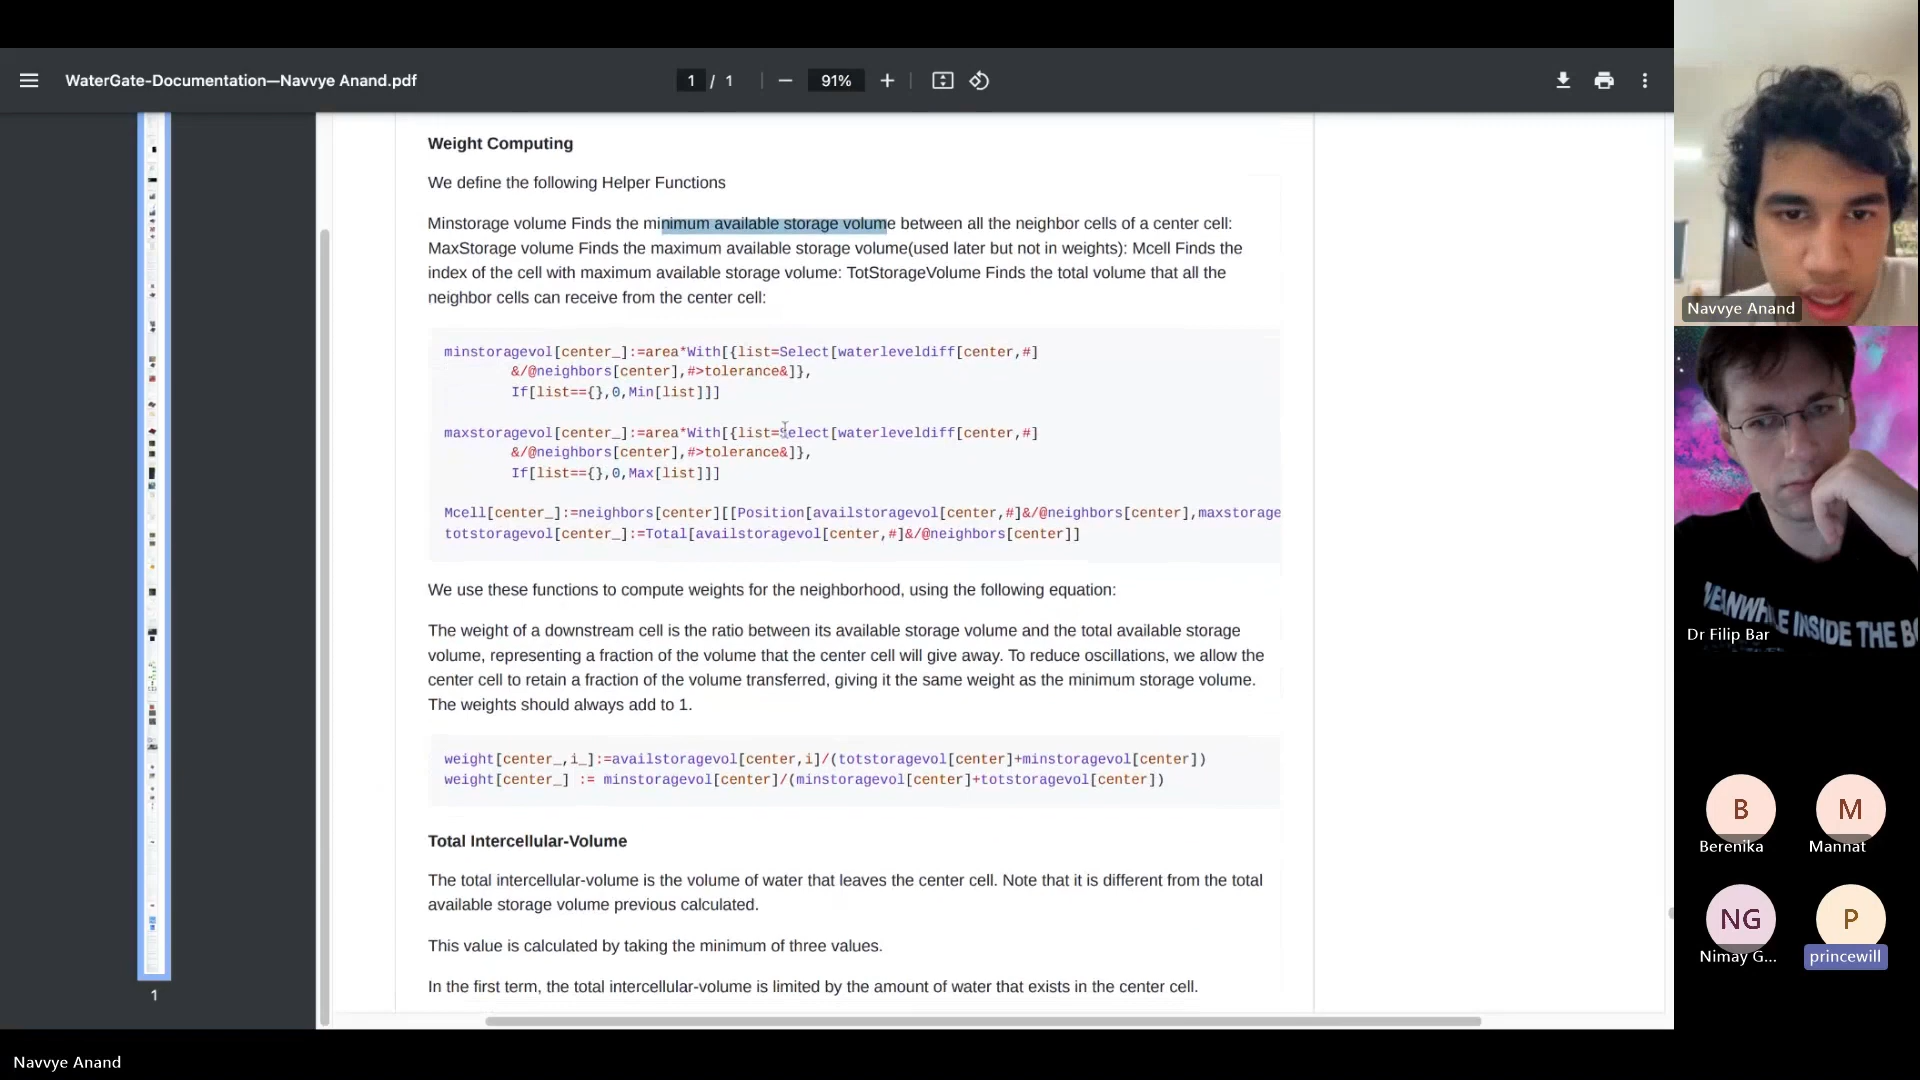 WaterGate-Documentation—Navvye Anand.pdf
1 / 1
91%
Weight Computing
We define the following Helper Functions
Minstorage volume Finds the minimum available storage volume between all the neighbor cells of a center cell:
MaxStorage volume Finds the maximum available storage volume(used later but not in weights): Mcell Finds the
index of the cell with maximum available storage volume: TotStorageVolume Finds the total volume that all the
neighbor cells can receive from the center cell:
minstoragevol[center_]:=area*With[{list=Select[waterleveldiff[center,#]
&/@neighbors[center],#>tolerance&]},
If[list=={},0,Min[list]]]
maxstoragevol[center_]:=area*With[{list=Select[waterleveldiff[center,#]
&/@neighbors[center],#>tolerance&]},
If[list=={},0,Max[list]]]
Mcell[center_]:=neighbors[center][[Position[availstoragevol[center,#]&/@neighbors[center],maxstorage
totstoragevol[center_]:=Total[availstoragevol[center,#]&/@neighbors[center]]
We use these functions to compute weights for the neighborhood, using the following equation:
The weight of a downstream cell is the ratio between its available storage volume and the total available storage
volume, representing a fraction of the volume that the center cell will give away. To reduce oscillations, we allow the
center cell to retain a fraction of the volume transferred, giving it the same weight as the minimum storage volume.
The weights should always add to 1.
weight[center_,i_]:=availstoragevol[center,i]/(totstoragevol[center]+minstoragevol[center])
weight[center_] := minstoragevol[center]/(minstoragevol[center]+totstoragevol[center])
Total Intercellular-Volume
The total intercellular-volume is the volume of water that leaves the center cell. Note that it is different from the total
available storage volume previous calculated.
This value is calculated by taking the minimum of three values.
In the first term, the total intercellular-volume is limited by the amount of water that exists in the center cell.
1
Navvye Anand
Navvye Anand
MEANWHILE INSIDE THE B
Dr Filip Bar
B
Berenika
M
Mannat
NG
Nimay G...
P
princewill